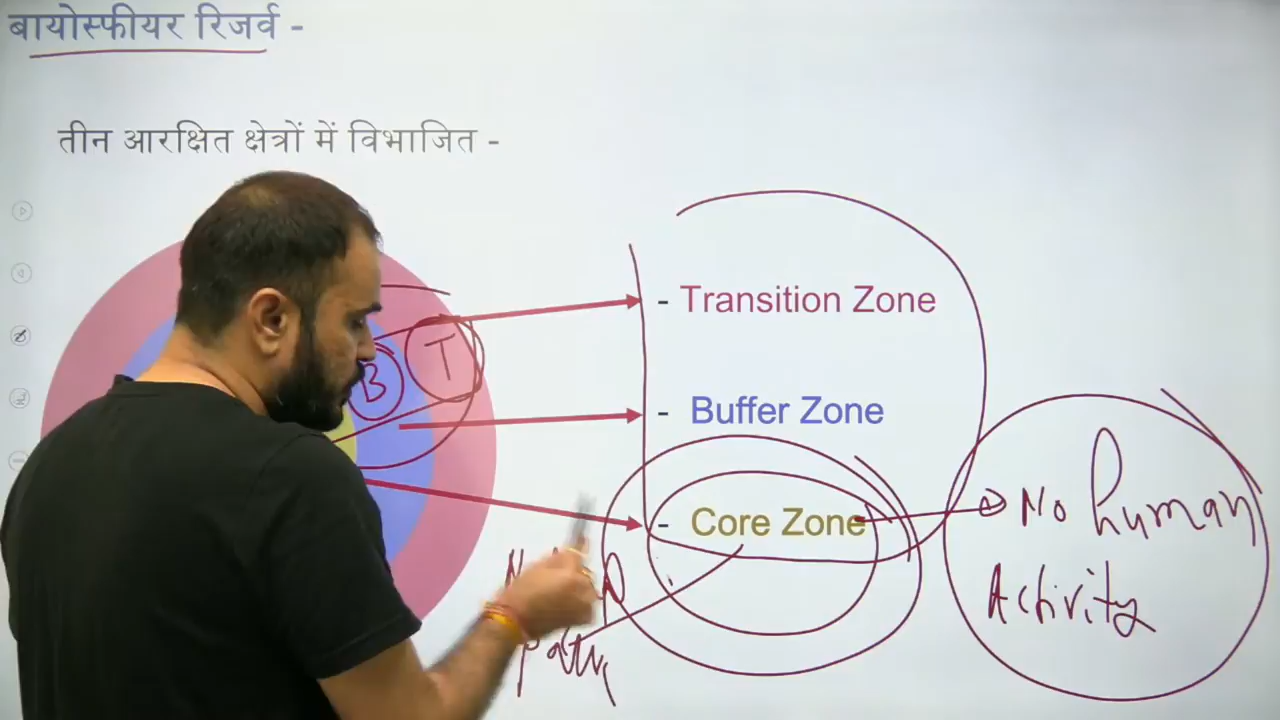 बायोस्फीयर रिजर्व -
तीन आरक्षित क्षेत्रों में विभाजित -
- Transition Zone
T
B
- Buffer Zone
- Core Zone
No human
Activity